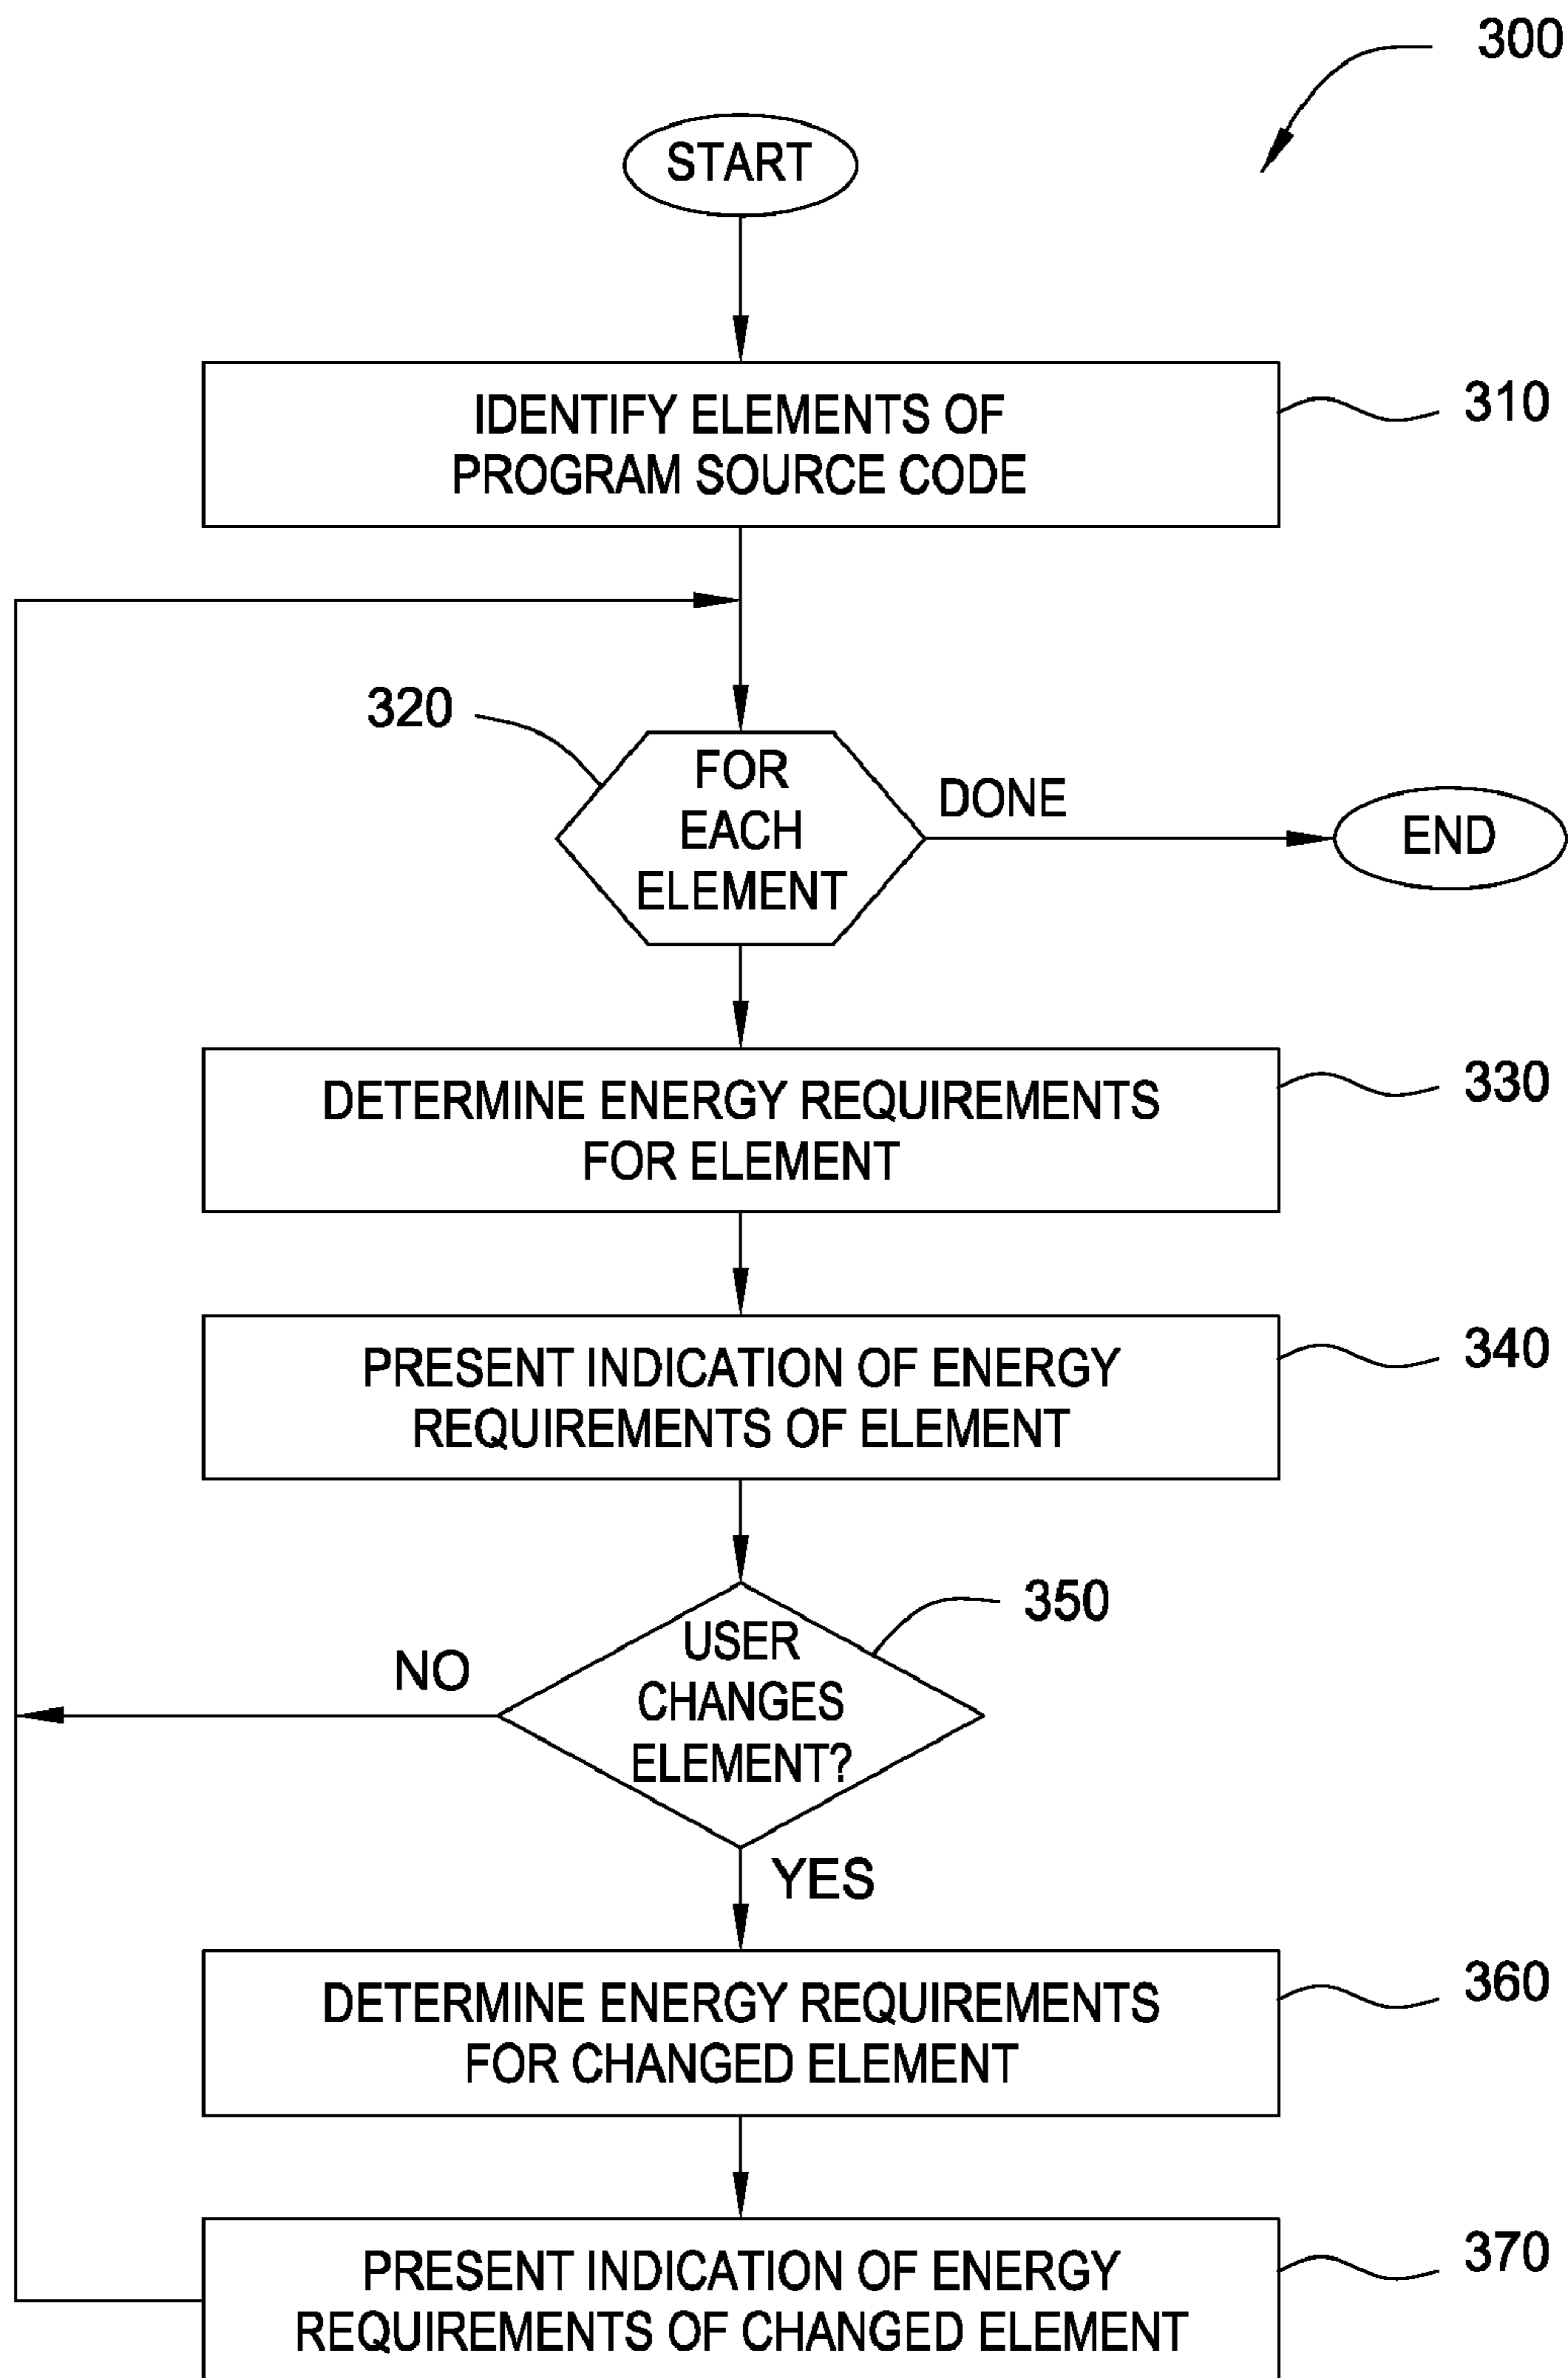 300
START
IDENTIFY ELEMENTS OF
PROGRAM SOURCE CODE
310
320
FOR
EACH
ELEMENT
DONE
END
DETERMINE ENERGY REQUIREMENTS
FOR ELEMENT
330
PRESENT INDICATION OF ENERGY
REQUIREMENTS OF ELEMENT
340
350
USER
CHANGES
ELEMENT?
NO
YES
DETERMINE ENERGY REQUIREMENTS
FOR CHANGED ELEMENT
360
PRESENT INDICATION OF ENERGY
REQUIREMENTS OF CHANGED ELEMENT
370